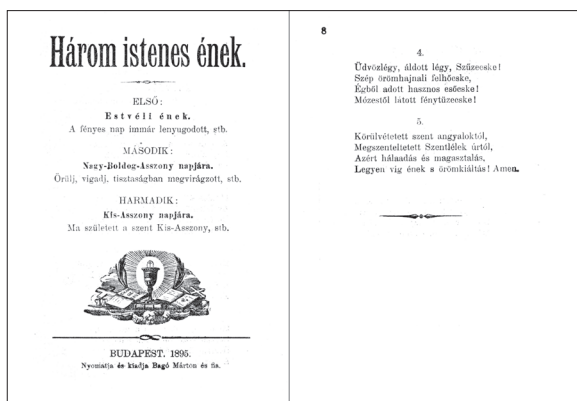 Három istenes ének.
ELSŐ:
Estvéli ének.
A fényes nap immár lenyugodott, stb.
MÁSODIK:
Nagy-Boldog-Asszony napjára.
Örülj, vigadj, tisztaságban megvirágzott, stb.
HARMADIK:
Kis-Asszony napjára.
Ma született a szent Kis-Asszony, stb.
BUDAPEST. 1895.
Nyomatja és kiadja Bagó Márton és fia.
8
4.
Üdvözlégy, áldott légy, Szűzecske!
Szép örömhajnali felhőcske,
Égből adott hasznos esőcske!
Mózestől látott fénytüzecske!
5.
Körülvétetett szent angyaloktól,
Megszenteltetett Szentlélek úrtól,
Azért hálaadás és magasztalás,
Legyen vig ének s örömkiáltás! Amen.